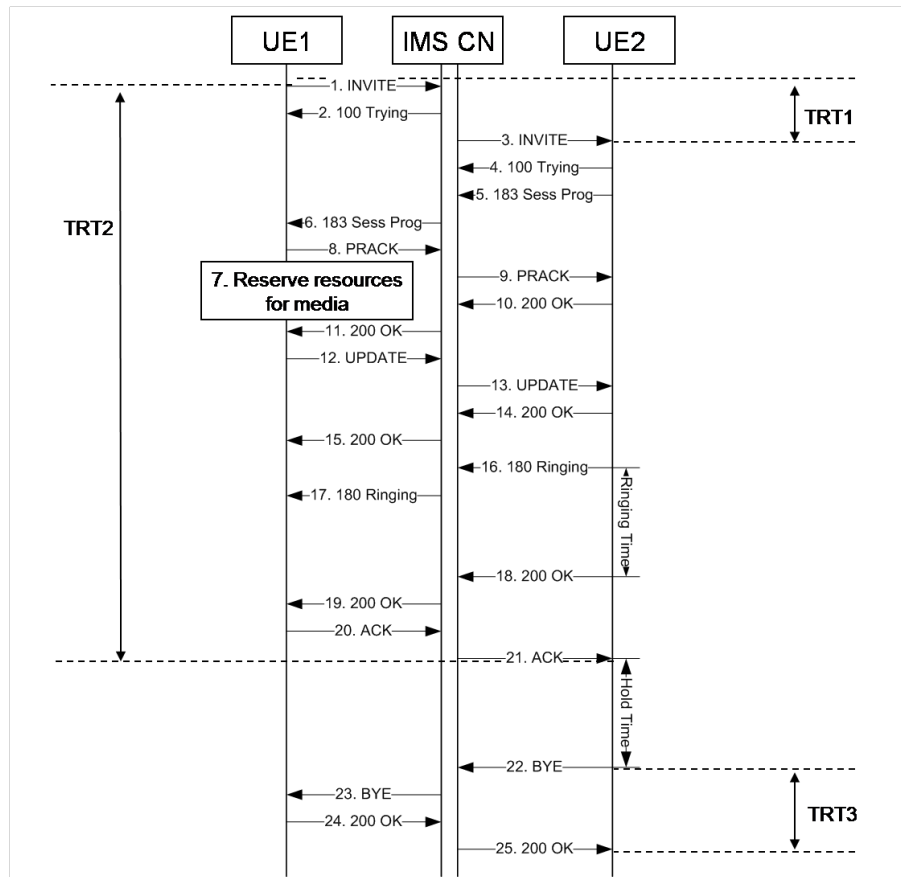 UE1
IMS CN
UE2
1. INVITE
2. 100 Trying
TRT1
3. INVITE
4. 100 Trying
5. 183 Sess Prog
6. 183 Sess Prog
TRT2
8. PRACK
7. Reserve resources
for media
9. PRACK
10. 200 OK
11. 200 OK
12. UPDATE
13. UPDATE
14. 200 OK
15. 200 OK
16. 180 Ringing
17. 180 Ringing
Ringing Time
18. 200 OK
19. 200 OK
20. ACK
21. ACK
Hold Time
22. BYE
23. BYE
TRT3
24. 200 OK
25. 200 OK